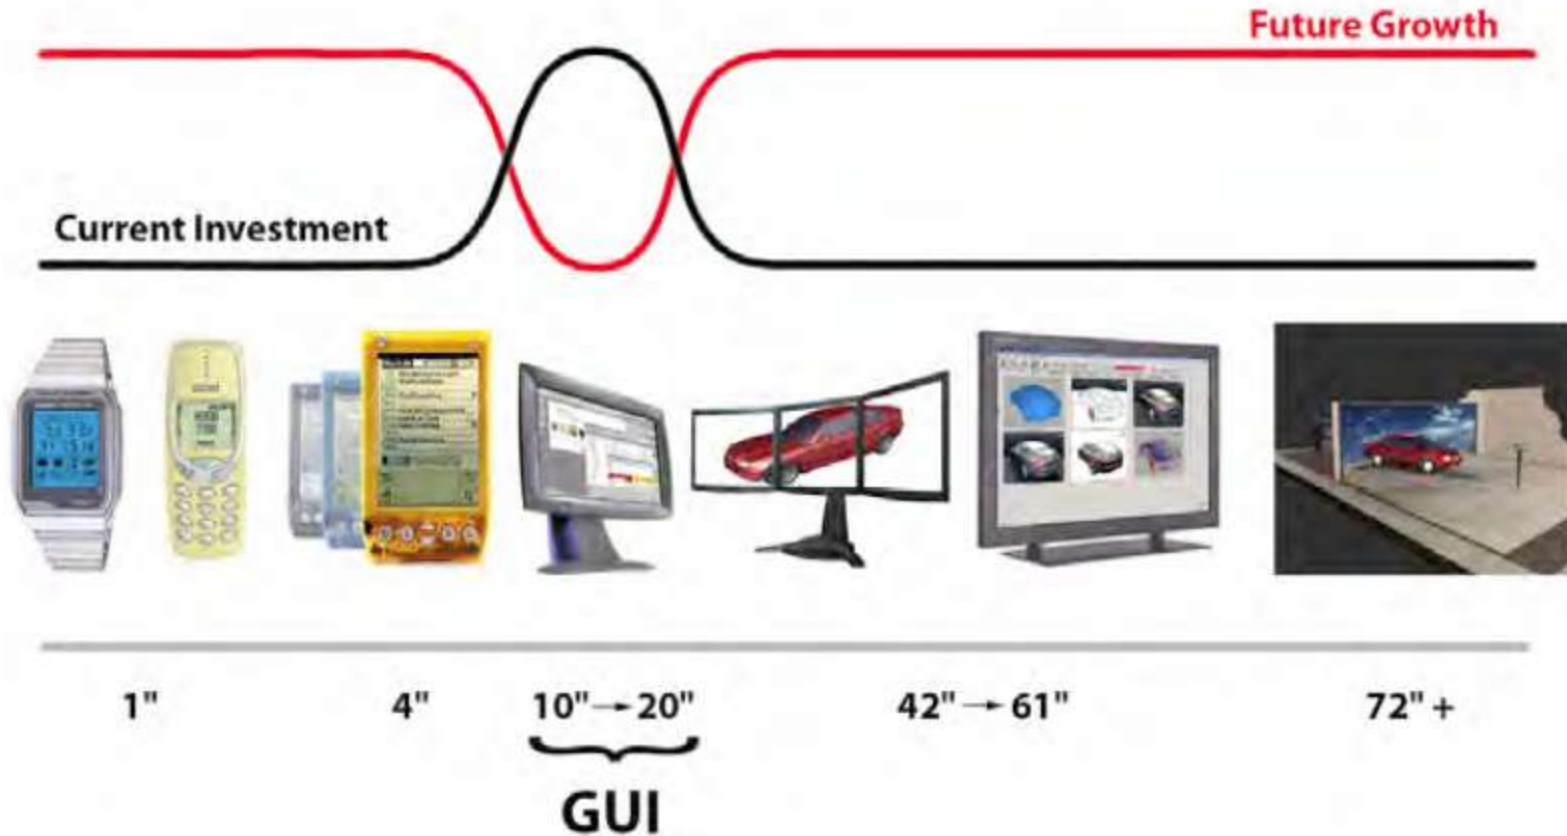 Future Growth
Current Investment
1"
4"
10"→20"
42"→61"
72" +
GUI